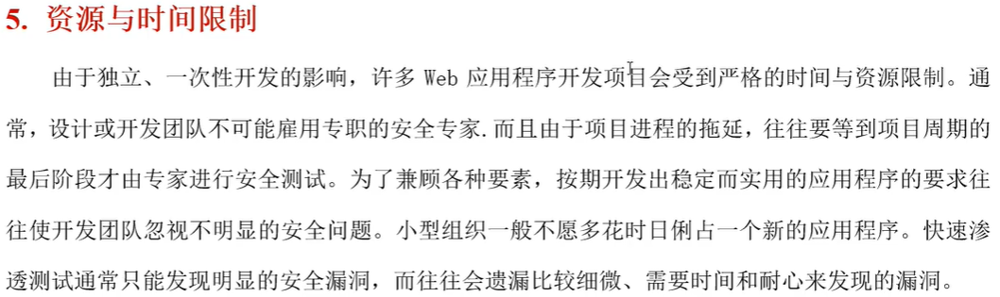 5. 资源与时间限制
由于独立、一次性开发的影响，许多 Web 应用程序开发项目会受到严格的时间与资源限制。通
常，设计或开发团队不可能雇用专职的安全专家.而且由于项目进程的拖延，往往要等到项目周期的
最后阶段才由专家进行安全测试。为了兼顾各种要素，按期开发出稳定而实用的应用程序的要求往
往使开发团队忽视不明显的安全问题。小型组织一般不愿多花时日俐占一个新的应用程序。快速渗
透测试通常只能发现明显的安全漏洞，而往往会遗漏比较细微、需要时间和耐心来发现的漏洞。